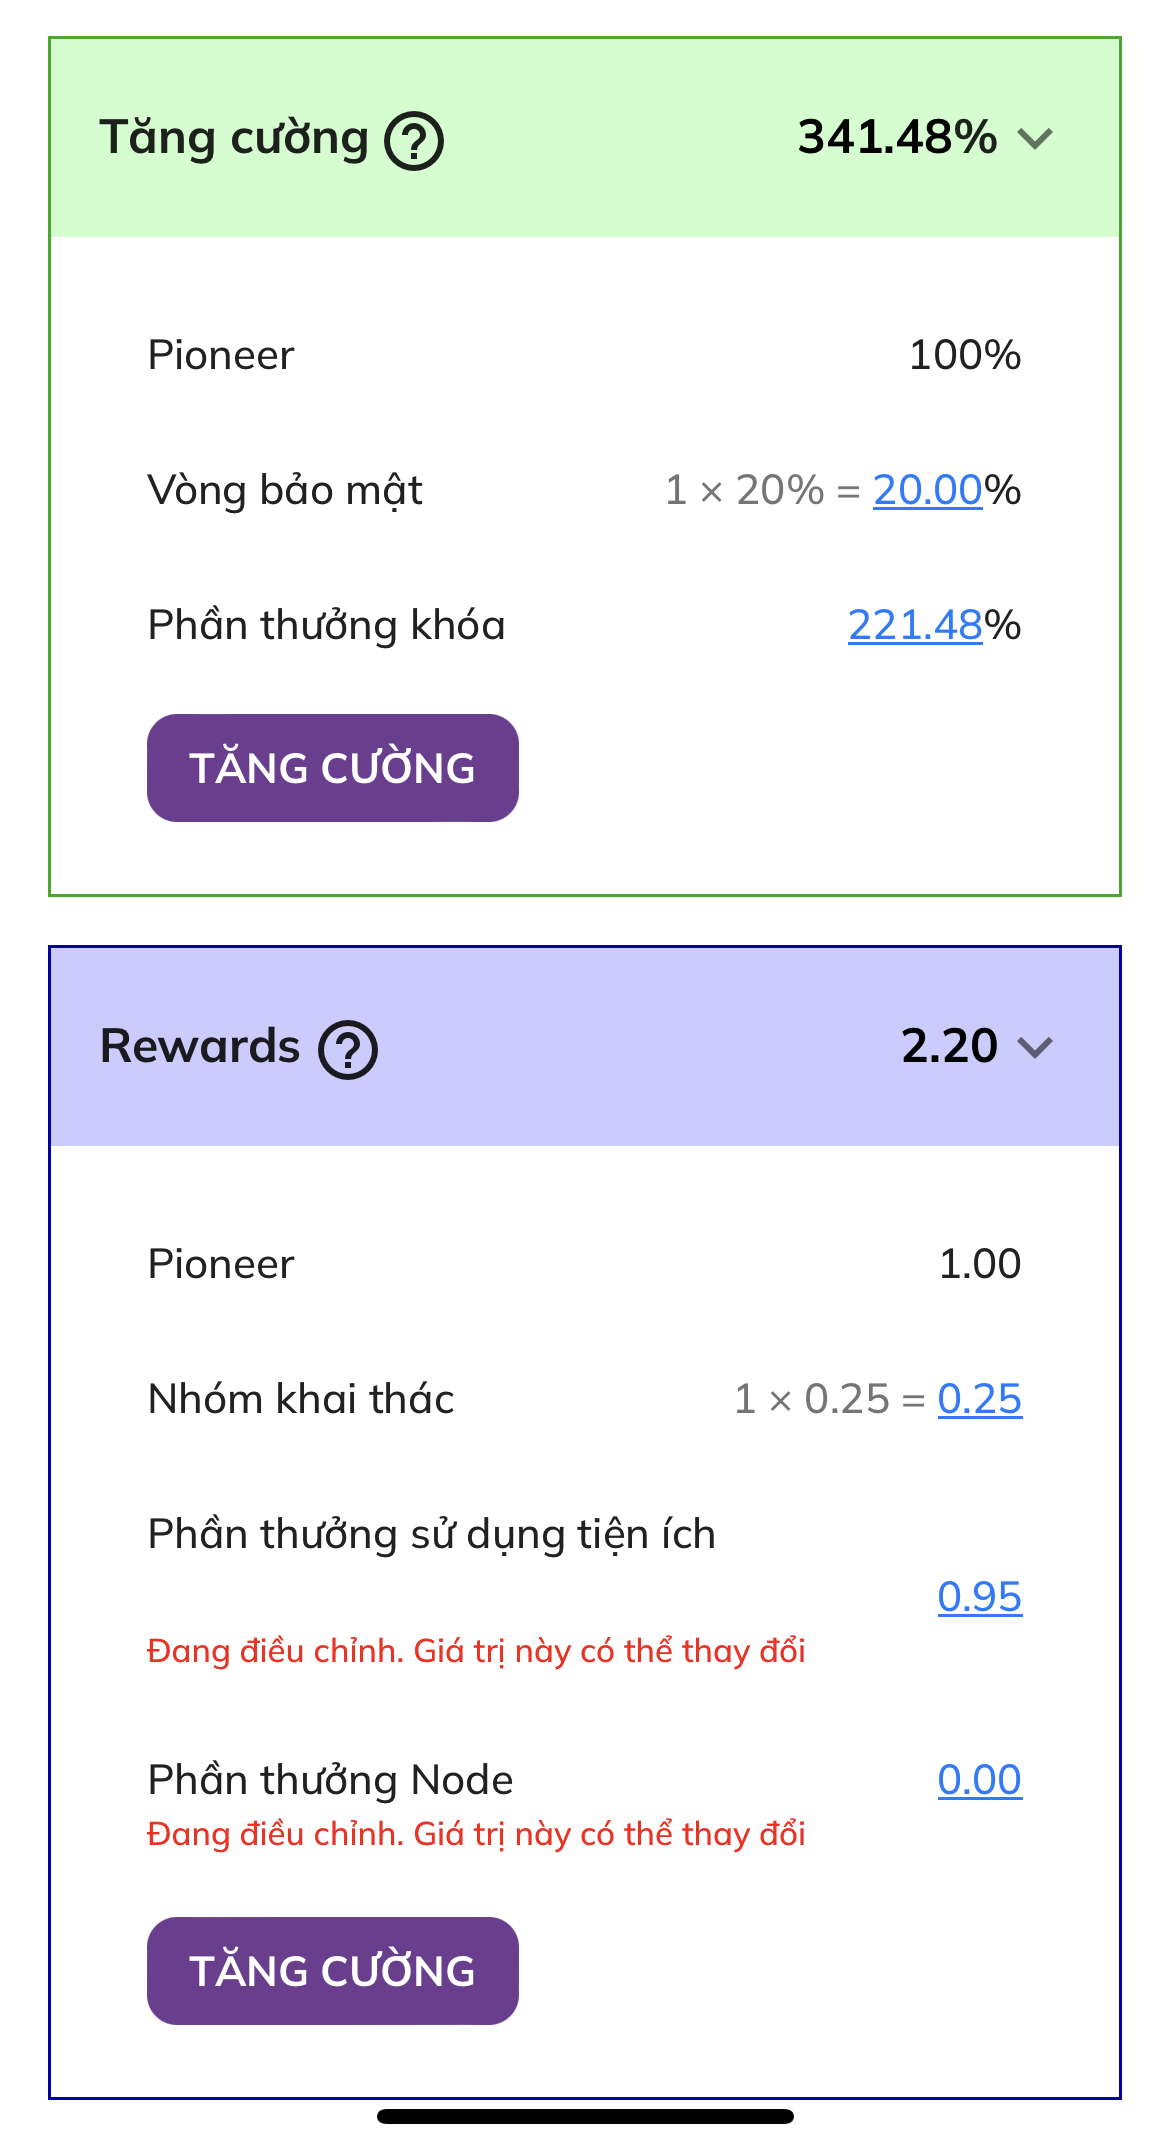 Tăng cường ? 341.48%
Pioneer 100%
Vòng bảo mật 1 × 20% = 20.00%
Phần thưởng khóa 221.48%
TĂNG CƯỜNG
Rewards ? 2.20
Pioneer 1.00
Nhóm khai thác 1 × 0.25 = 0.25
Phần thưởng sử dụng tiện ích
0.95
Đang điều chỉnh. Giá trị này có thể thay đổi
Phần thưởng Node 0.00
Đang điều chỉnh. Giá trị này có thể thay đổi
TĂNG CƯỜNG